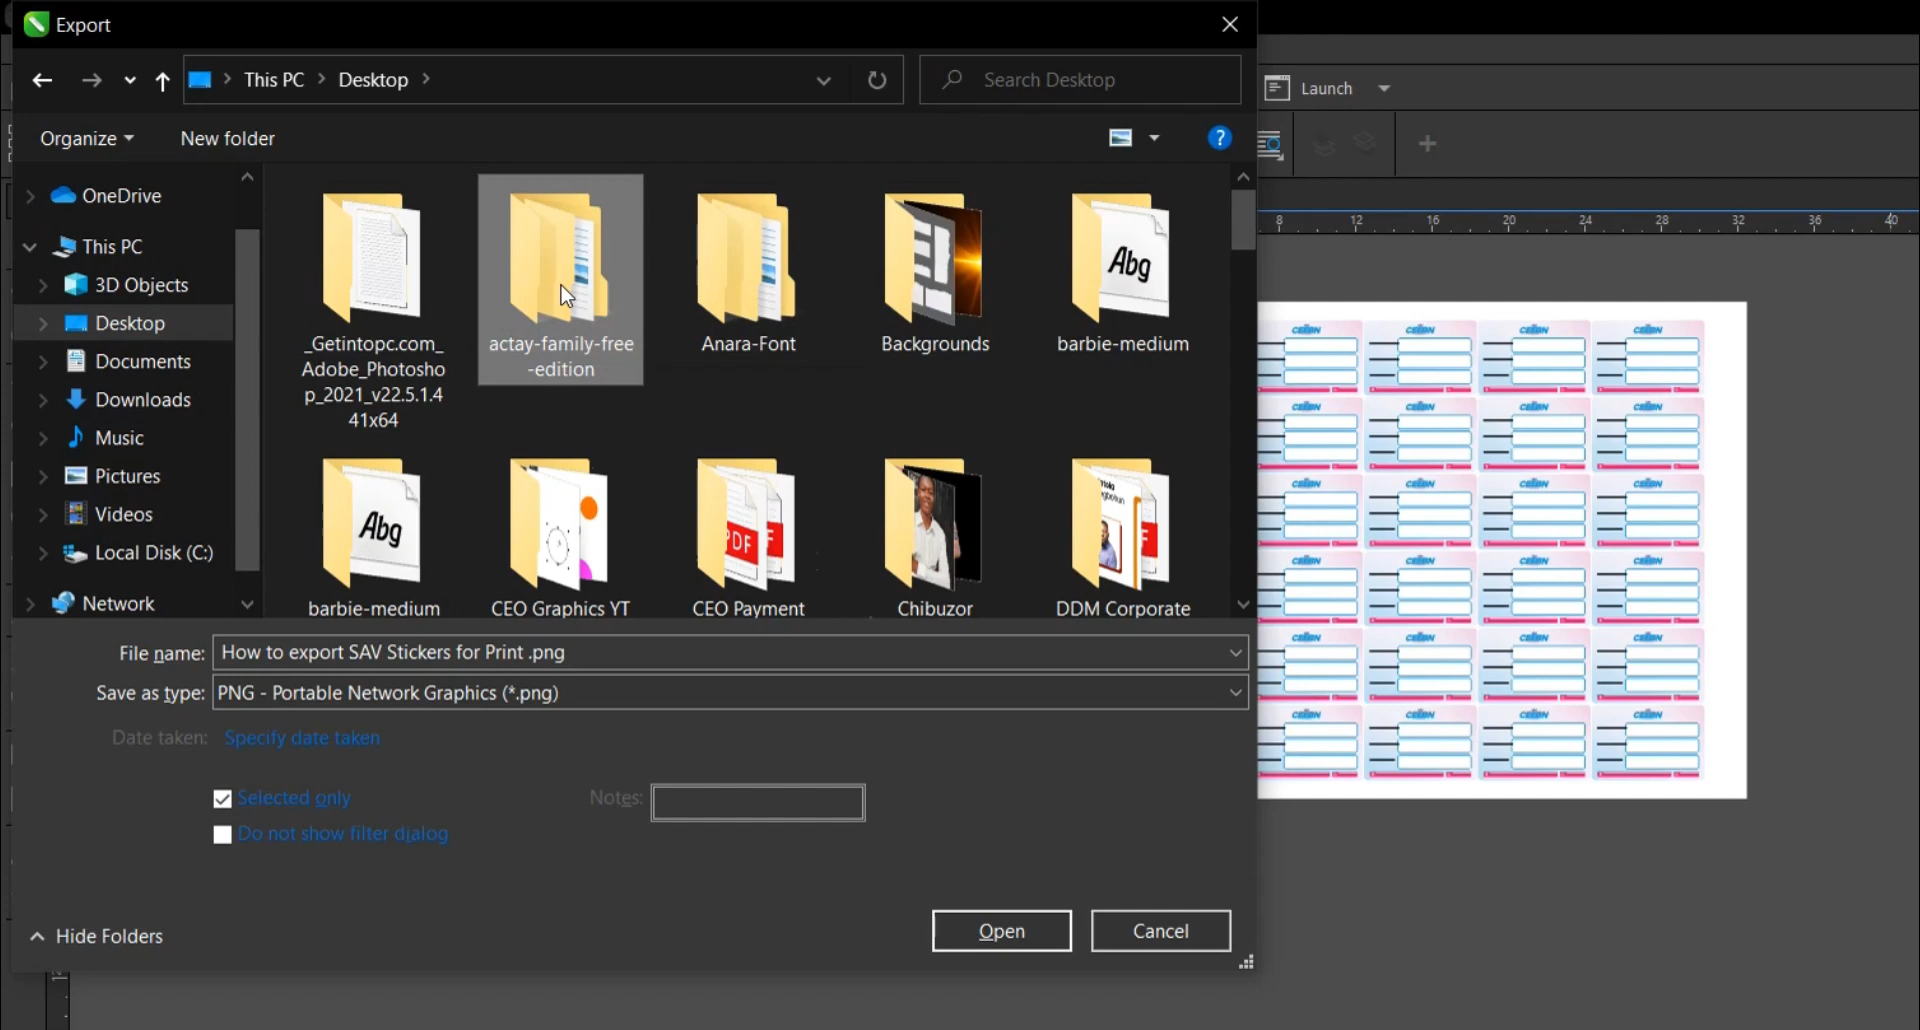 Export
This PC
Desktop
Search Desktop
Launch
Organize
New folder
?
8 12 16 20 24 28 32 36 40
OneDrive
This PC
3D Objects
Desktop
Documents
Downloads
Music
Pictures
Videos
Local Disk (C:)
Network
_Getintopc.com_
Adobe_Photosho
p_2021_v22.5.1.4
41x64
actay-family-free
-edition
Anara-Font
Backgrounds
Abg
barbie-medium
Abg
barbie-medium
CEO Graphics YT
PDF
CEO Payment
Chibuzor
DDM Corporate
File name:
How to export SAV Stickers for Print .png
Save as type:
PNG - Portable Network Graphics (*.png)
Date taken:
Specify date taken
Selected only
Notes:
Do not show filter dialog
Hide Folders
Open
Cancel